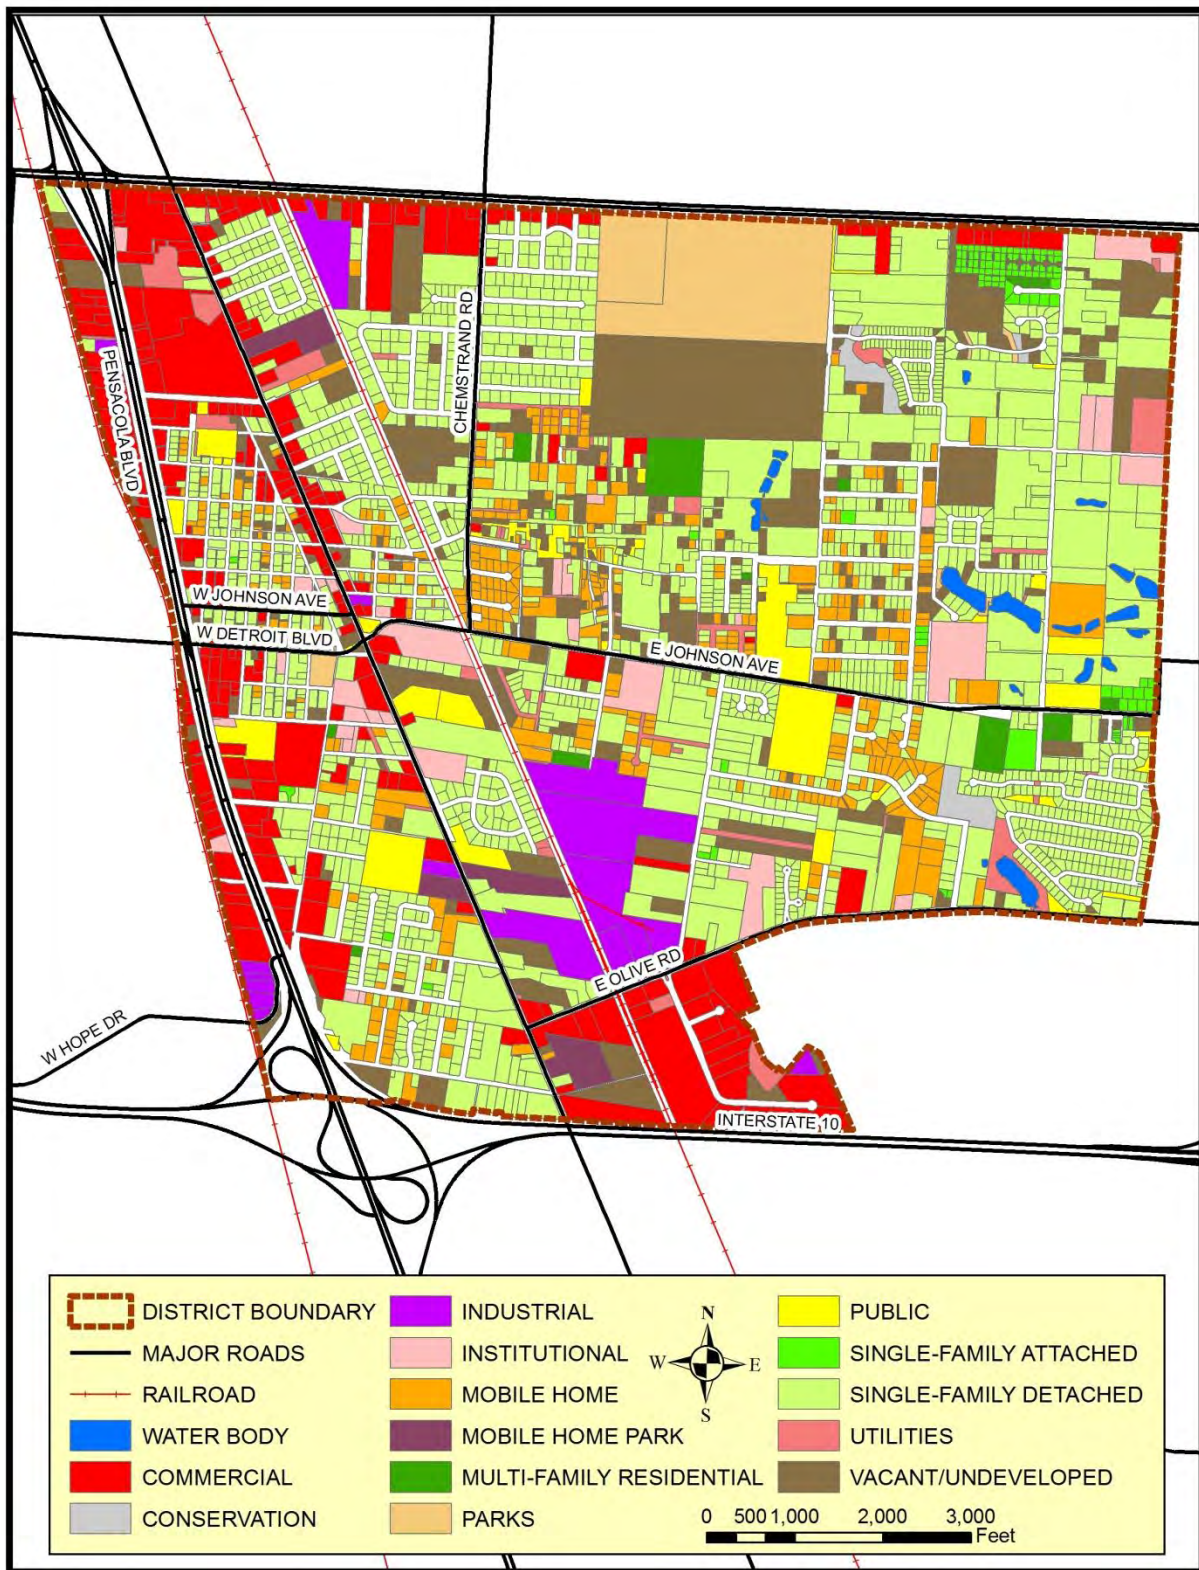 CHEMSTRAND RD
PENSACOLA BLVD
W JOHNSON AVE
W DETROIT BLVD
E JOHNSON AVE
E OLIVE RD
W HOPE DR
INTERSTATE 10
DISTRICT BOUNDARY
MAJOR ROADS
RAILROAD
WATER BODY
COMMERCIAL
CONSERVATION
INDUSTRIAL
INSTITUTIONAL
MOBILE HOME
MOBILE HOME PARK
MULTI-FAMILY RESIDENTIAL
PARKS
N
W E
S
PUBLIC
SINGLE-FAMILY ATTACHED
SINGLE-FAMILY DETACHED
UTILITIES
VACANT/UNDEVELOPED
0 500 1,000 2,000 3,000
Feet